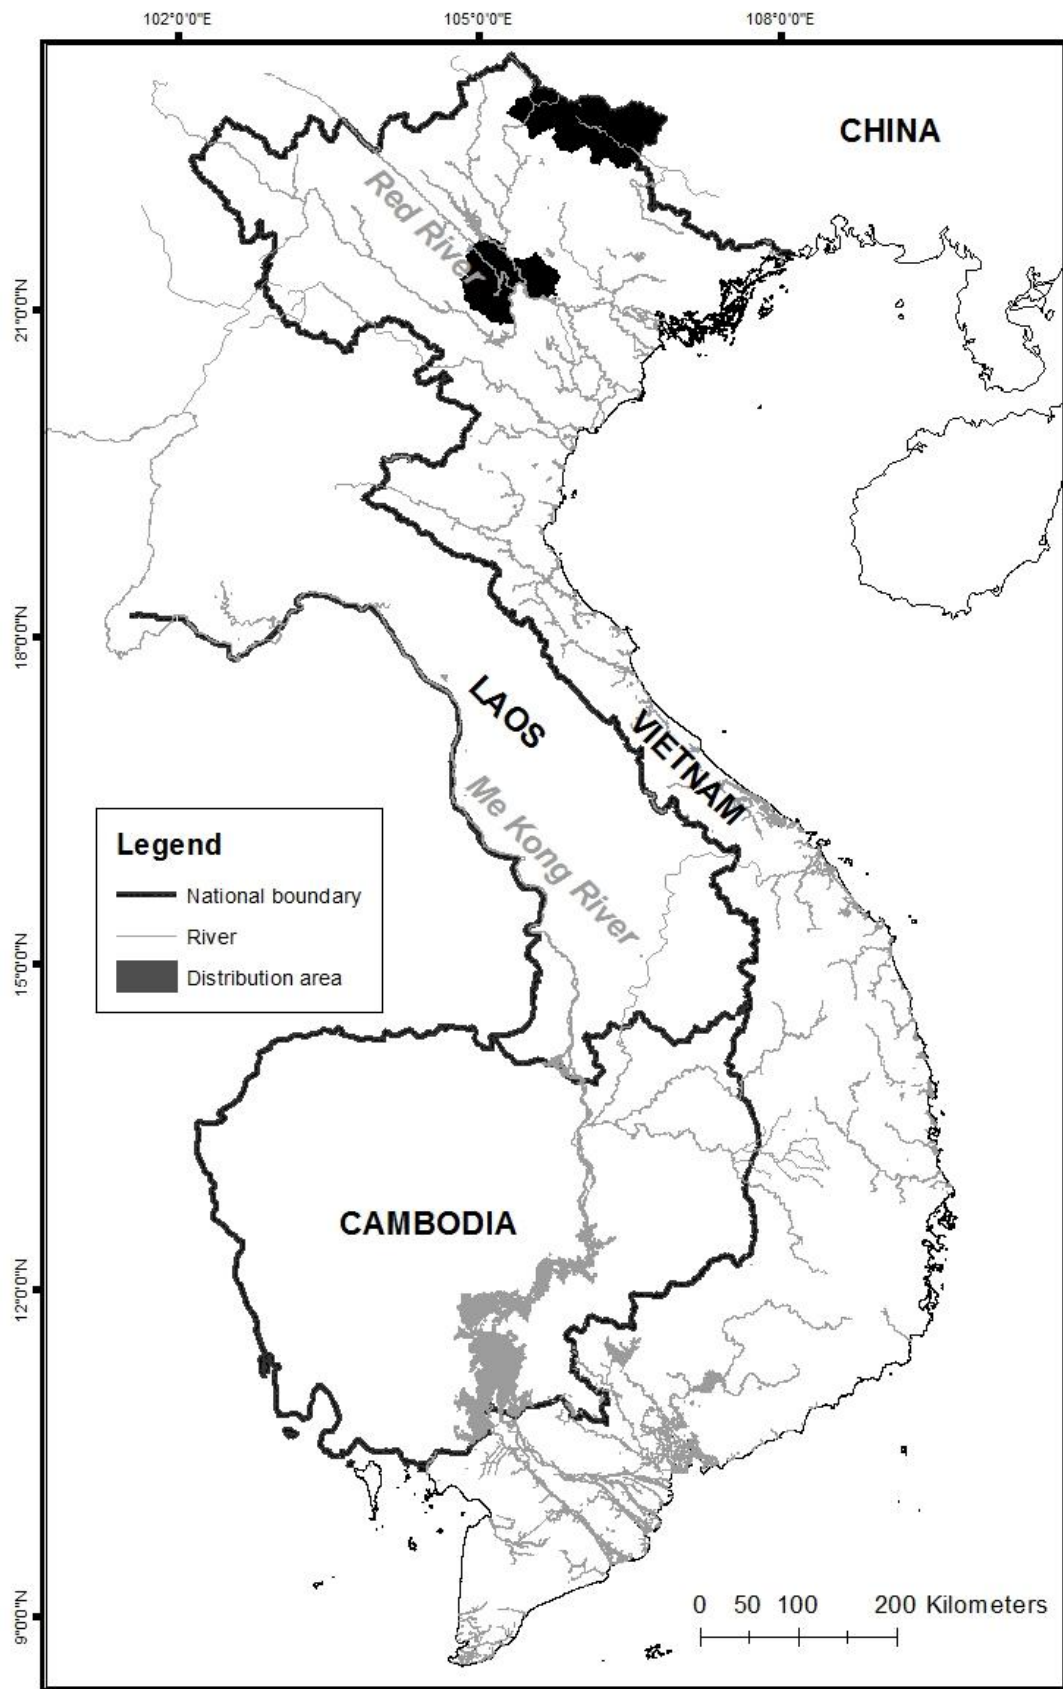 102°0'0"E
105°0'0"E
108°0'0"E
CHINA
Red River
21°0'0"N
18°0'0"N
LAOS
VIETNAM
Me Kong River
Legend
National boundary
River
Distribution area
15°0'0"N
CAMBODIA
12°0'0"N
9°0'0"N
0 50 100 200 Kilometers